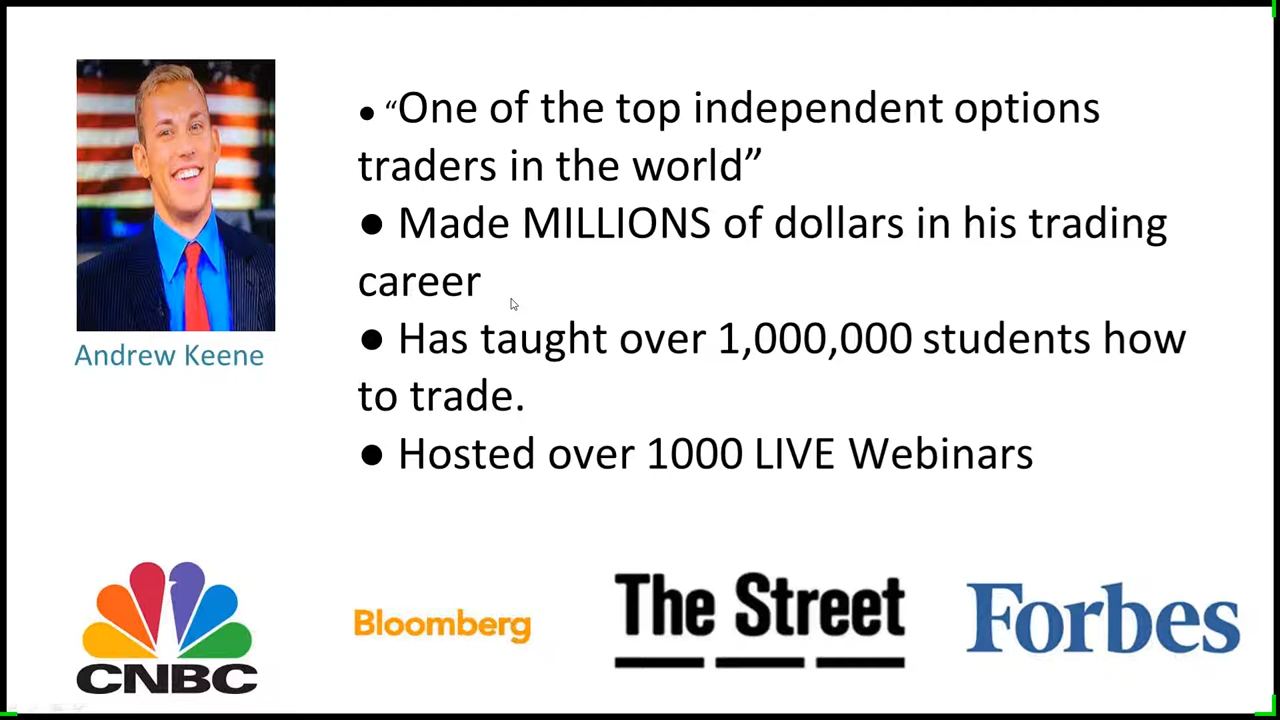 ● “One of the top independent options
traders in the world”
● Made MILLIONS of dollars in his trading
career
● Has taught over 1,000,000 students how
to trade.
● Hosted over 1000 LIVE Webinars
Andrew Keene
CNBC
Bloomberg
The Street
Forbes